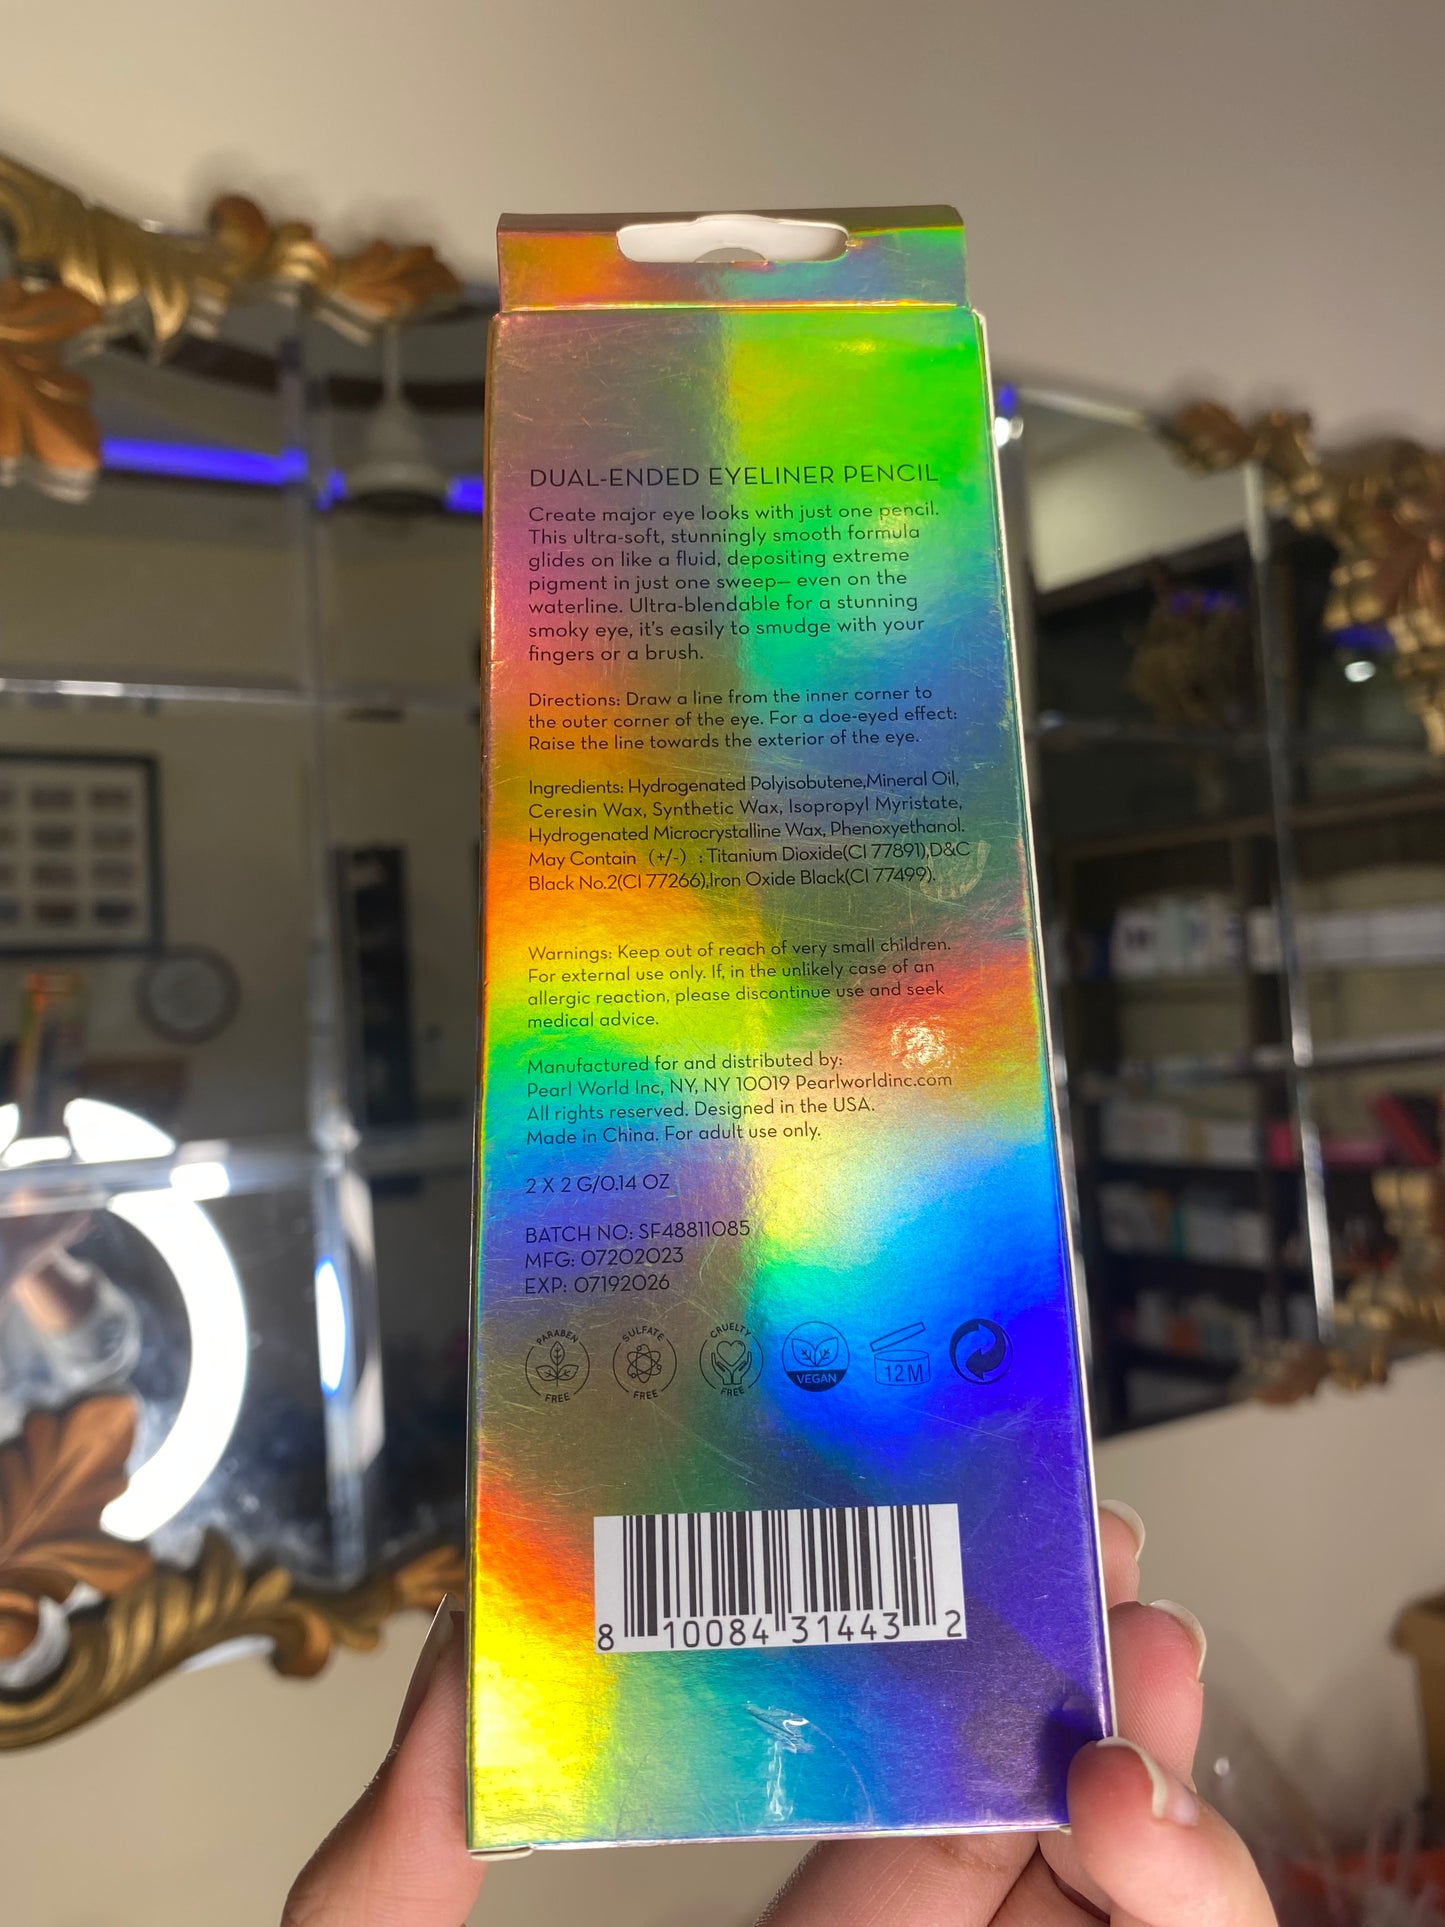 DUAL-ENDED EYELINER PENCIL
Create major eye looks with just one pencil.
This ultra-soft, stunningly smooth formula
glides on like a fluid, depositing extreme
pigment in just one sweep— even on the
waterline. Ultra-blendable for a stunning
smoky eye, it's easily to smudge with your
fingers or a brush.
Directions: Draw a line from the inner corner to
the outer corner of the eye. For a doe-eyed effect:
Raise the line towards the exterior of the eye.
Ingredients: Hydrogenated Polyisobutene,Mineral Oil,
Ceresin Wax, Synthetic Wax, Isopropyl Myristate,
Hydrogenated Microcrystalline Wax, Phenoxyethanol.
May Contain (+/-) : Titanium Dioxide(CI 77891),D&C
Black No.2(CI 77266),Iron Oxide Black(CI 77499).
Warnings: Keep out of reach of very small children.
For external use only. If, in the unlikely case of an
allergic reaction, please discontinue use and seek
medical advice.
Manufactured for and distributed by:
Pearl World Inc, NY, NY 10019 Pearlworldinc.com
All rights reserved. Designed in the USA.
Made in China. For adult use only.
2 X 2 G/0.14 OZ
BATCH NO: SF48811085
MFG: 07202023
EXP: 07192026
PARABEN FREE
SULFATE FREE
CRUELTY FREE
VEGAN
12M
8 10084 31443 2